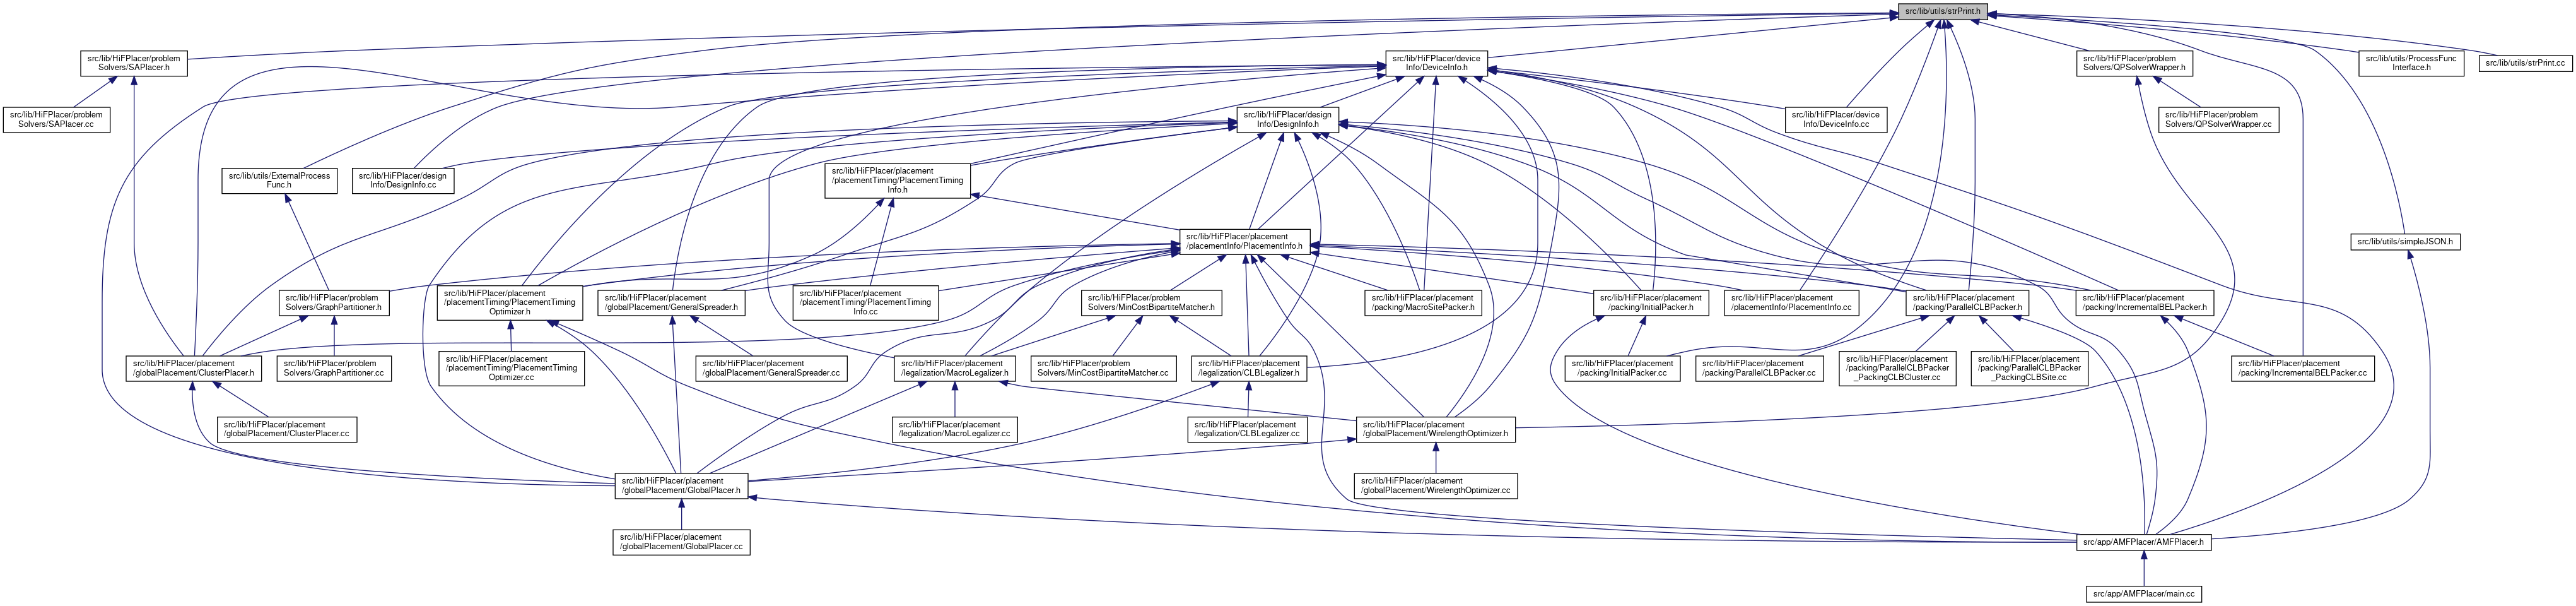 src/lib/utils/strPrint.h
src/lib/HiFPlacer/problem
Solvers/SAPlacer.h
src/lib/HiFPlacer/device
Info/DeviceInfo.h
src/lib/HiFPlacer/problem
Solvers/QPSolverWrapper.h
src/lib/utils/ProcessFunc
Interface.h
src/lib/utils/strPrint.cc
src/lib/HiFPlacer/problem
Solvers/SAPlacer.cc
src/lib/HiFPlacer/design
Info/DesignInfo.h
src/lib/HiFPlacer/device
Info/DeviceInfo.cc
src/lib/HiFPlacer/problem
Solvers/QPSolverWrapper.cc
src/lib/utils/ExternalProcess
Func.h
src/lib/HiFPlacer/design
Info/DesignInfo.cc
src/lib/HiFPlacer/placement
/placementTiming/PlacementTiming
Info.h
src/lib/HiFPlacer/placement
/placementInfo/PlacementInfo.h
src/lib/utils/simpleJSON.h
src/lib/HiFPlacer/problem
Solvers/GraphPartitioner.h
src/lib/HiFPlacer/placement
/placementTiming/PlacementTiming
Optimizer.h
src/lib/HiFPlacer/placement
/globalPlacement/GeneralSpreader.h
src/lib/HiFPlacer/placement
/placementTiming/PlacementTiming
Info.cc
src/lib/HiFPlacer/problem
Solvers/MinCostBipartiteMatcher.h
src/lib/HiFPlacer/placement
/packing/MacroSitePacker.h
src/lib/HiFPlacer/placement
/packing/InitialPacker.h
src/lib/HiFPlacer/placement
/placementInfo/PlacementInfo.cc
src/lib/HiFPlacer/placement
/packing/ParallelCLBPacker.h
src/lib/HiFPlacer/placement
/packing/IncrementalBELPacker.h
src/lib/HiFPlacer/placement
/globalPlacement/ClusterPlacer.h
src/lib/HiFPlacer/problem
Solvers/GraphPartitioner.cc
src/lib/HiFPlacer/placement
/placementTiming/PlacementTiming
Optimizer.cc
src/lib/HiFPlacer/placement
/globalPlacement/GeneralSpreader.cc
src/lib/HiFPlacer/placement
/legalization/MacroLegalizer.h
src/lib/HiFPlacer/problem
Solvers/MinCostBipartiteMatcher.cc
src/lib/HiFPlacer/placement
/legalization/CLBLegalizer.h
src/lib/HiFPlacer/placement
/packing/InitialPacker.cc
src/lib/HiFPlacer/placement
/packing/ParallelCLBPacker.cc
src/lib/HiFPlacer/placement
/packing/ParallelCLBPacker
_PackingCLBCluster.cc
src/lib/HiFPlacer/placement
/packing/ParallelCLBPacker
_PackingCLBSite.cc
src/lib/HiFPlacer/placement
/packing/IncrementalBELPacker.cc
src/lib/HiFPlacer/placement
/globalPlacement/ClusterPlacer.cc
src/lib/HiFPlacer/placement
/legalization/MacroLegalizer.cc
src/lib/HiFPlacer/placement
/legalization/CLBLegalizer.cc
src/lib/HiFPlacer/placement
/globalPlacement/WirelengthOptimizer.h
src/lib/HiFPlacer/placement
/globalPlacement/GlobalPlacer.h
src/lib/HiFPlacer/placement
/globalPlacement/WirelengthOptimizer.cc
src/lib/HiFPlacer/placement
/globalPlacement/GlobalPlacer.cc
src/app/AMFPlacer/AMFPlacer.h
src/app/AMFPlacer/main.cc